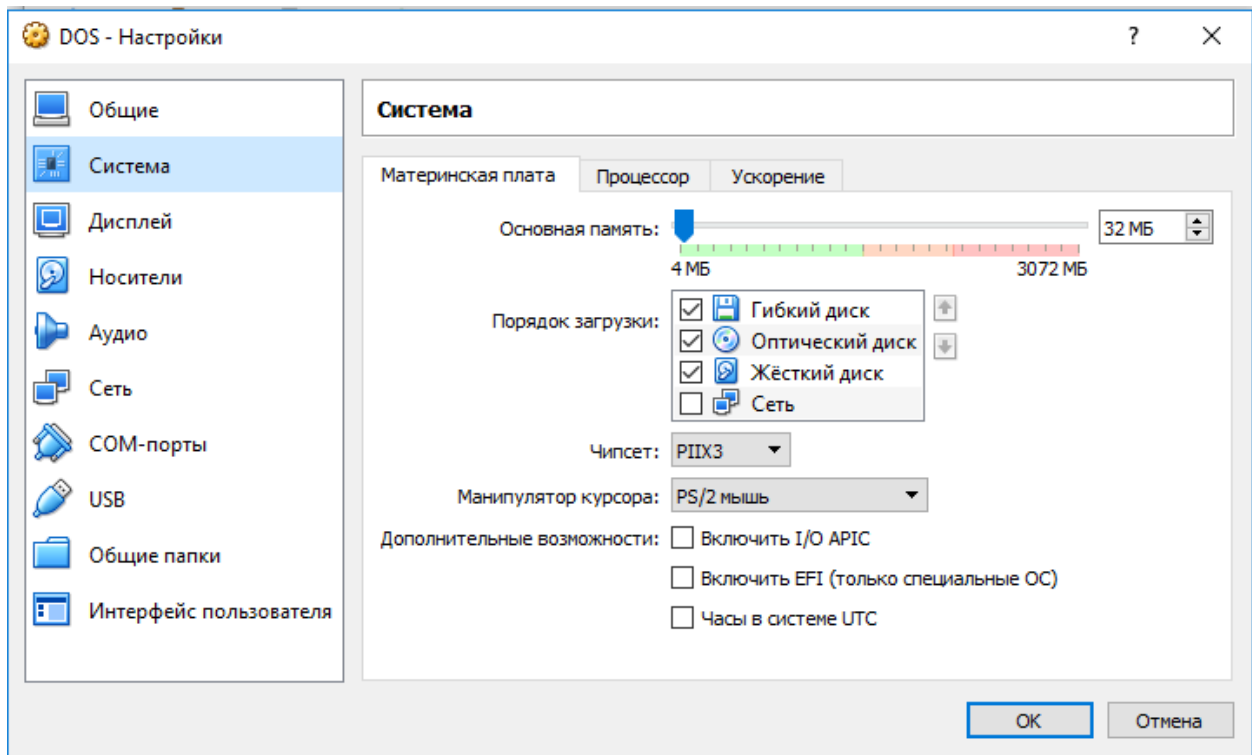 DOS - Настройки
?
Общие
Система
Дисплей
Носители
Аудио
Сеть
COM-порты
USB
Общие папки
Интерфейс пользователя
Система
Материнская плата
Процессор
Ускорение
Основная память:
32 МБ
4 МБ
3072 МБ
Порядок загрузки:
Гибкий диск
Оптический диск
Жёсткий диск
Сеть
Чипсет:
PIIX3
Манипулятор курсора:
PS/2 мышь
Дополнительные возможности:
Включить I/O APIC
Включить EFI (только специальные ОС)
Часы в системе UTC
OK
Отмена